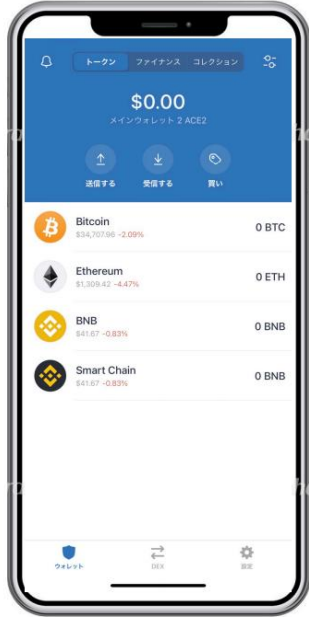 トークン ファイナンス コレクション
$0.00
メインウォレット 2 ACE2
送信する 受信する 買い
Bitcoin
$34,707.96 -2.09%
0 BTC
Ethereum
$1,309.42 -4.47%
0 ETH
BNB
$41.67 -0.83%
0 BNB
Smart Chain
$41.67 -0.83%
0 BNB
ウォレット DEX 設定